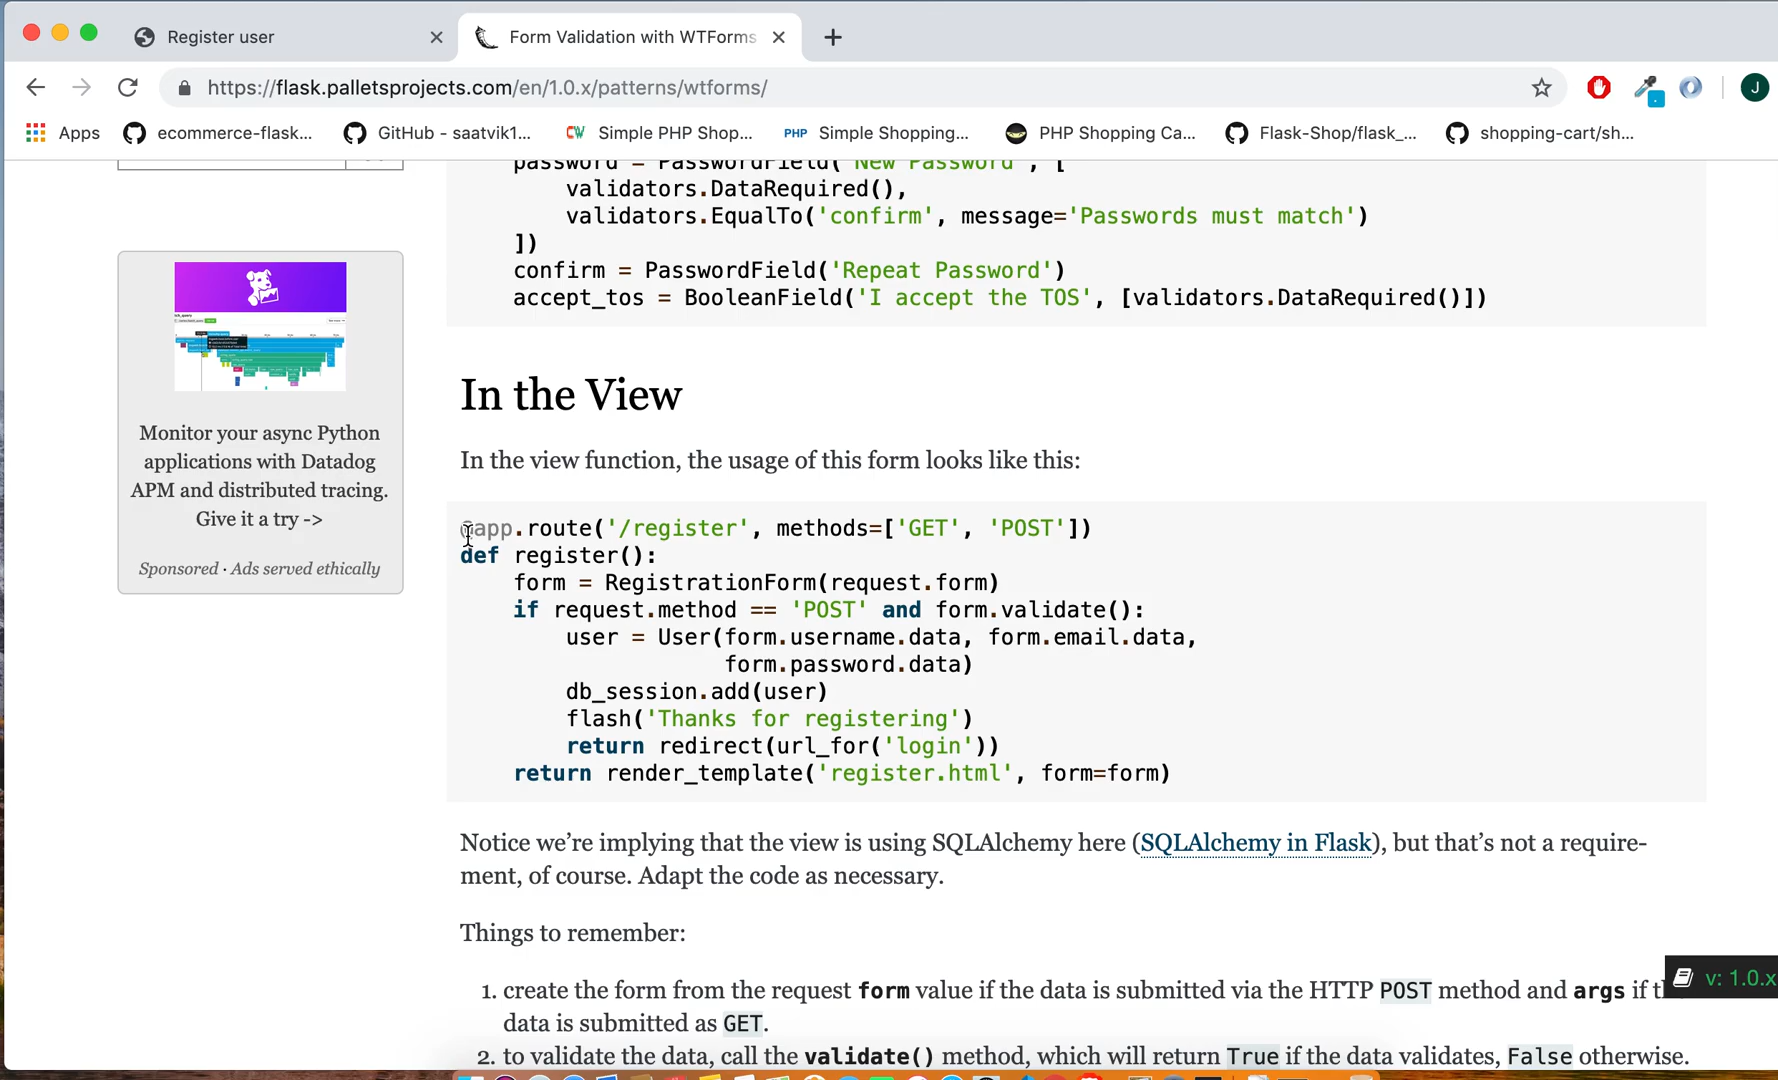 Register user
Form Validation with WTForms
https://flask.palletsprojects.com/en/1.0.x/patterns/wtforms/
J
Apps
ecommerce-flask...
GitHub - saatvik1...
CW Simple PHP Shop...
PHP Simple Shopping...
PHP Shopping Ca...
Flask-Shop/flask_...
shopping-cart/sh...
password = PasswordField('New Password', [
validators.DataRequired(),
validators.EqualTo('confirm', message='Passwords must match')
])
confirm = PasswordField('Repeat Password')
accept_tos = BooleanField('I accept the TOS', [validators.DataRequired()])
Monitor your async Python
applications with Datadog
APM and distributed tracing.
Give it a try ->
Sponsored · Ads served ethically
In the View
In the view function, the usage of this form looks like this:
@app.route('/register', methods=['GET', 'POST'])
def register():
form = RegistrationForm(request.form)
if request.method == 'POST' and form.validate():
user = User(form.username.data, form.email.data,
form.password.data)
db_session.add(user)
flash('Thanks for registering')
return redirect(url_for('login'))
return render_template('register.html', form=form)
Notice we’re implying that the view is using SQLAlchemy here (SQLAlchemy in Flask), but that’s not a require-
ment, of course. Adapt the code as necessary.
Things to remember:
1. create the form from the request form value if the data is submitted via the HTTP POST method and args if
data is submitted as GET.
2. to validate the data, call the validate() method, which will return True if the data validates, False otherwise.
v: 1.0.x